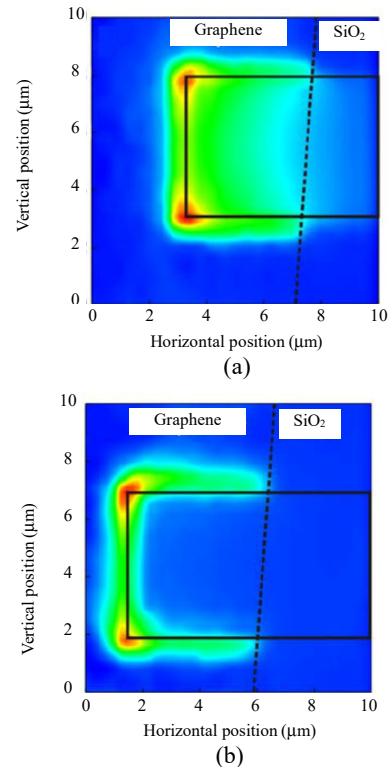 Graphene
SiO₂
10
8
6
4
2
0
Vertical position (μm)
0
2
4
6
8
10
Horizontal position (μm)
(a)
Graphene
SiO₂
10
8
6
4
2
0
Vertical position (μm)
0
2
4
6
8
10
Horizontal position (μm)
(b)